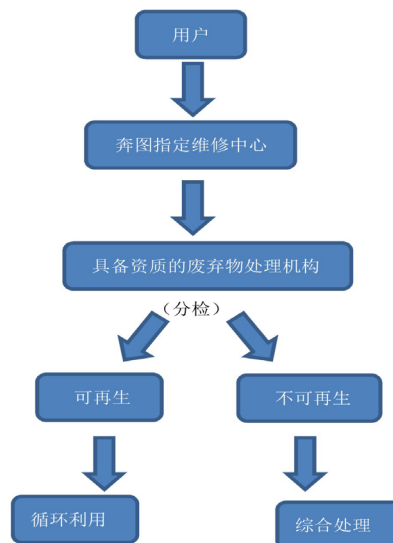 用户
奔图指定维修中心
具备资质的废弃物处理机构
（分检）
可再生
不可再生
循环利用
综合处理